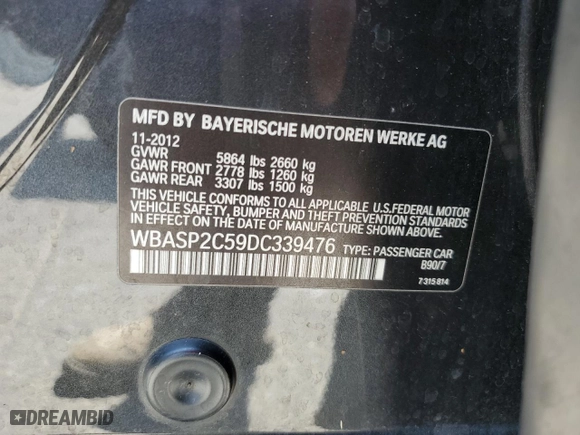 MFD BY BAYERISCHE MOTOREN WERKE AG
11-2012
GVWR 5864 lbs 2660 kg
GAWR FRONT 2778 lbs 1260 kg
GAWR REAR 3307 lbs 1500 kg
THIS VEHICLE CONFORMS TO ALL APPLICABLE U.S.FEDERAL MOTOR
VEHICLE SAFETY, BUMPER AND THEFT PREVENTION STANDARDS
IN EFFECT ON THE DATE OF MANUFACTURE SHOWN ABOVE.
WBASP2C59DC339476 TYPE: PASSENGER CAR
B90/7
7 315 814
DREAMBID